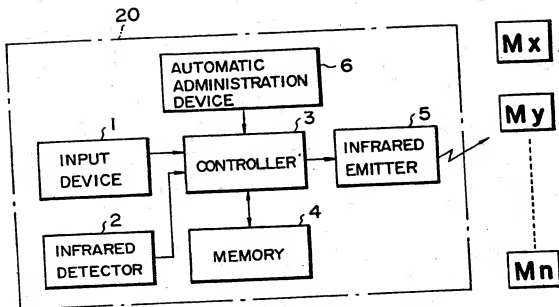 20
Mx
AUTOMATIC
ADMINISTRATION
DEVICE
6
My
1
3
5
INPUT
DEVICE
CONTROLLER
INFRARED
EMITTER
2
4
INFRARED
DETECTOR
MEMORY
Mn